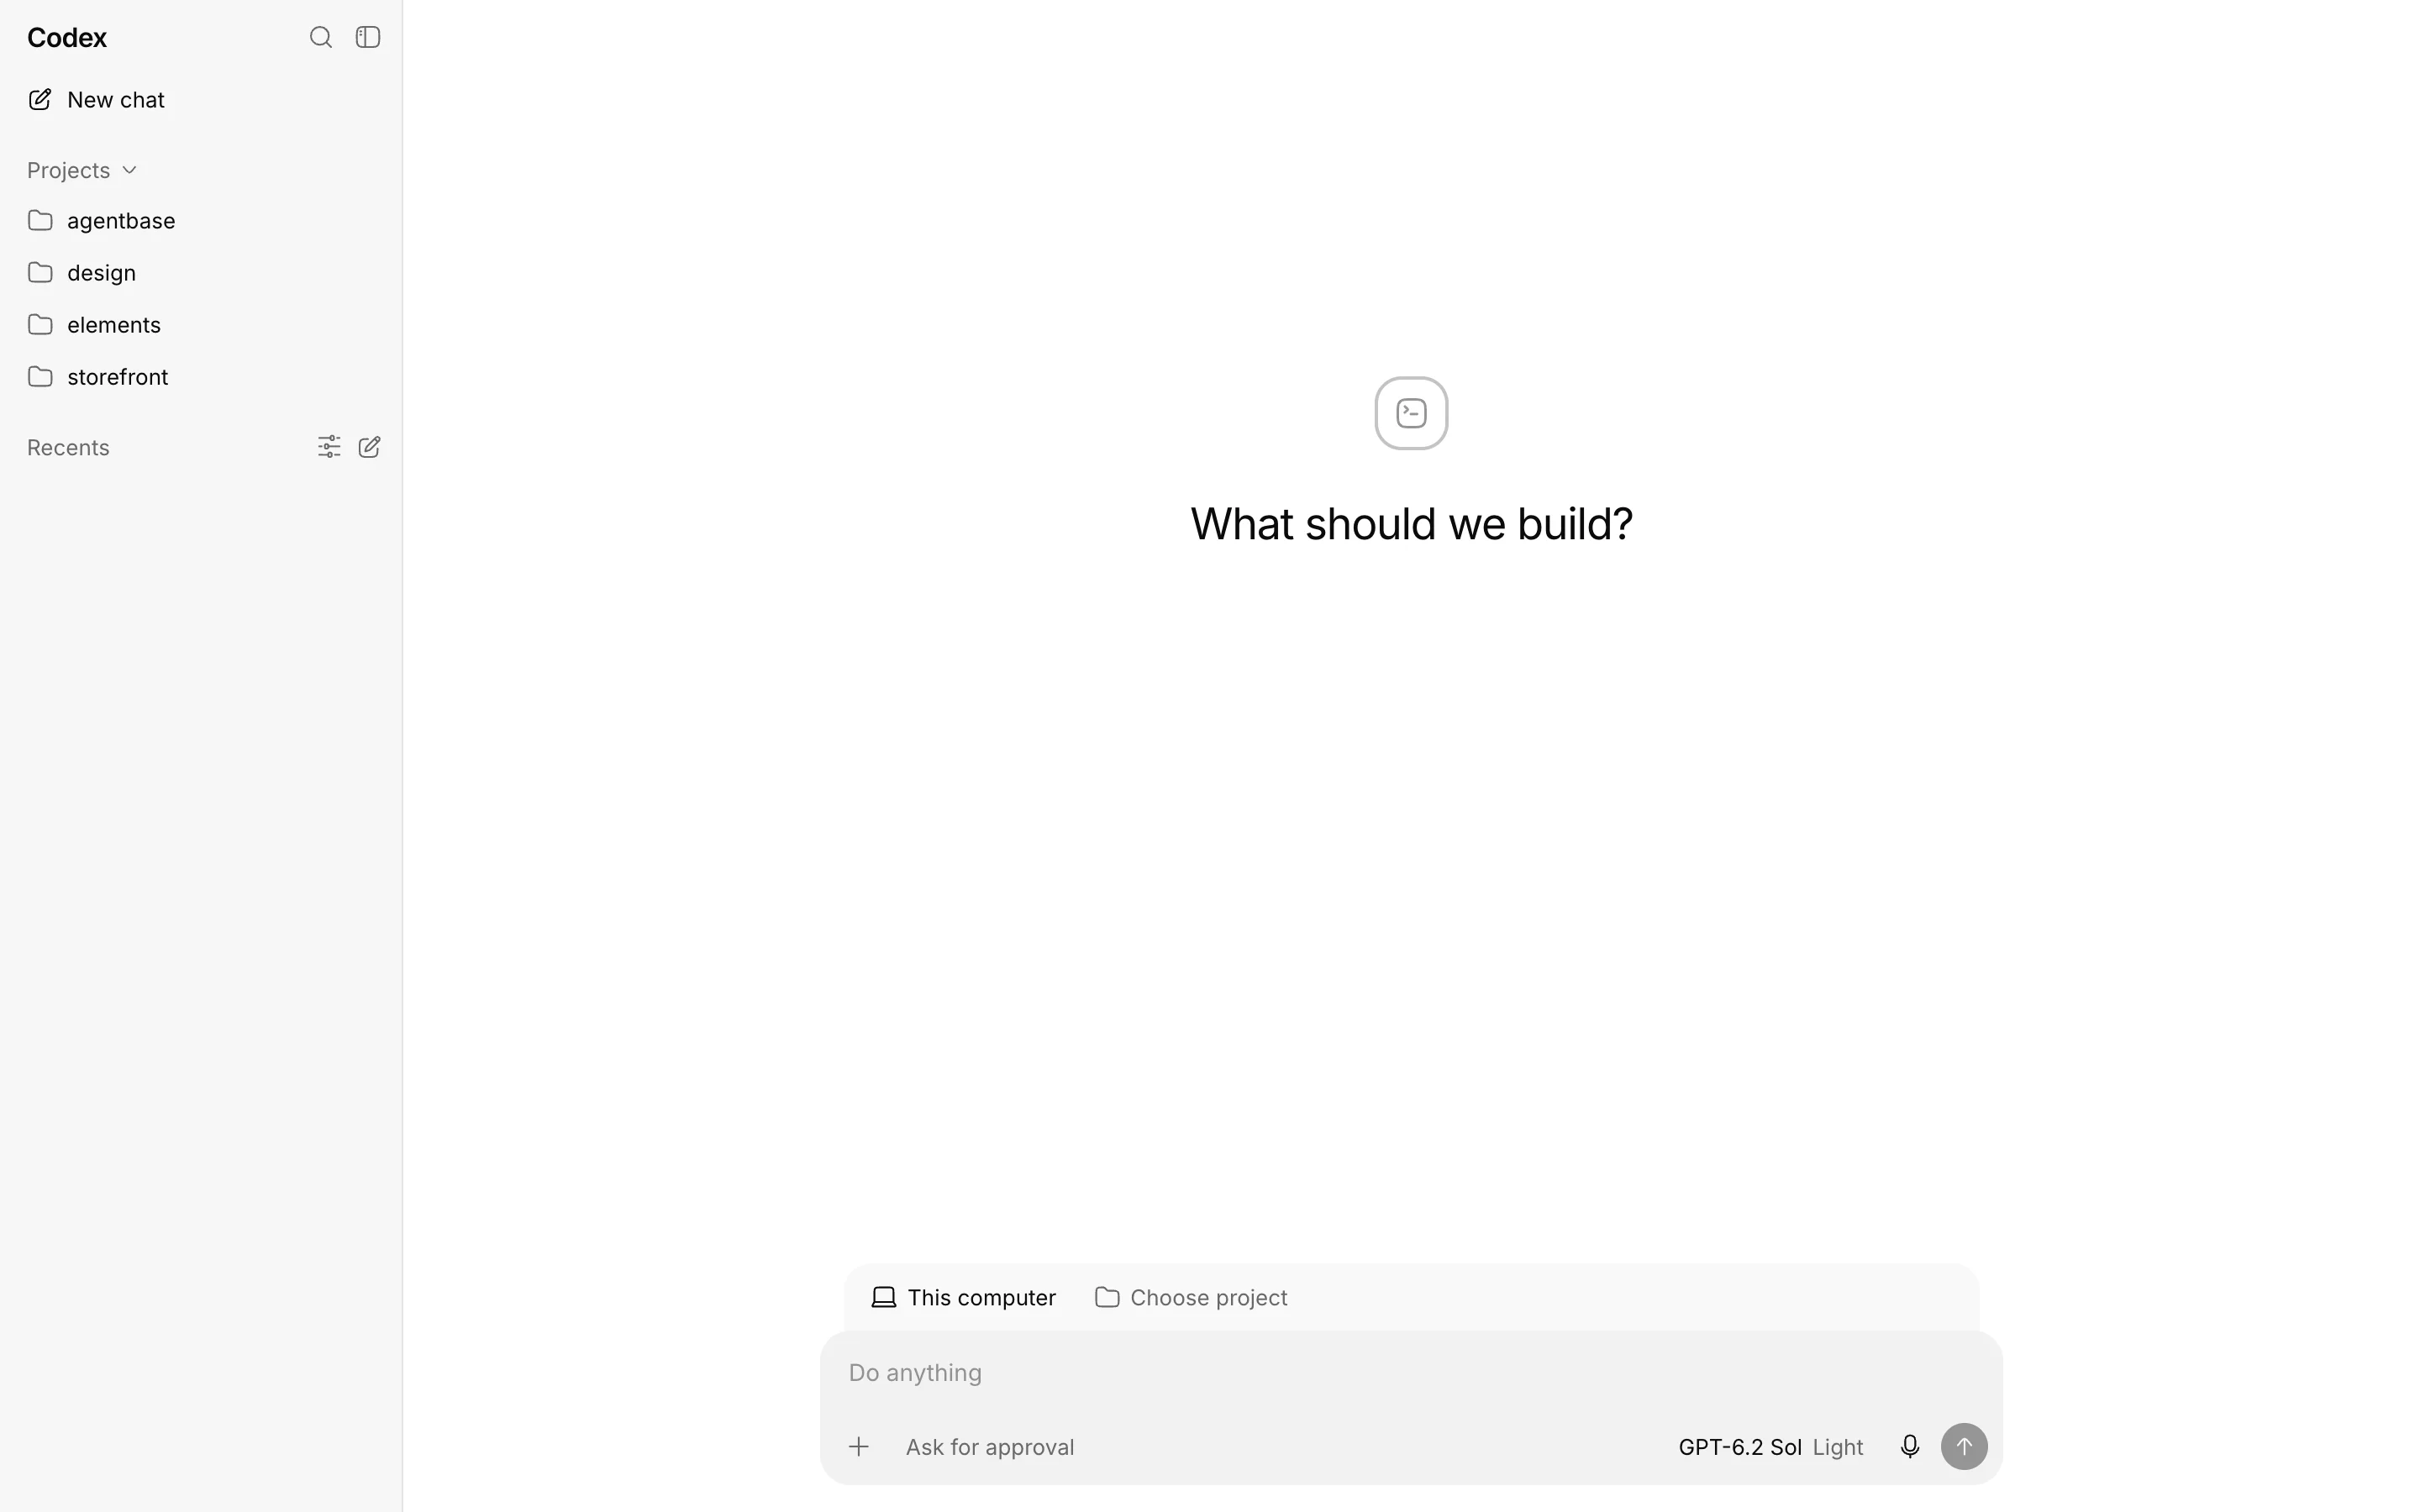 Codex
New chat
Projects
agentbase
design
elements
storefront
Recents
What should we build?
This computer
Choose project
Do anything
Ask for approval
GPT-6.2 Sol Light